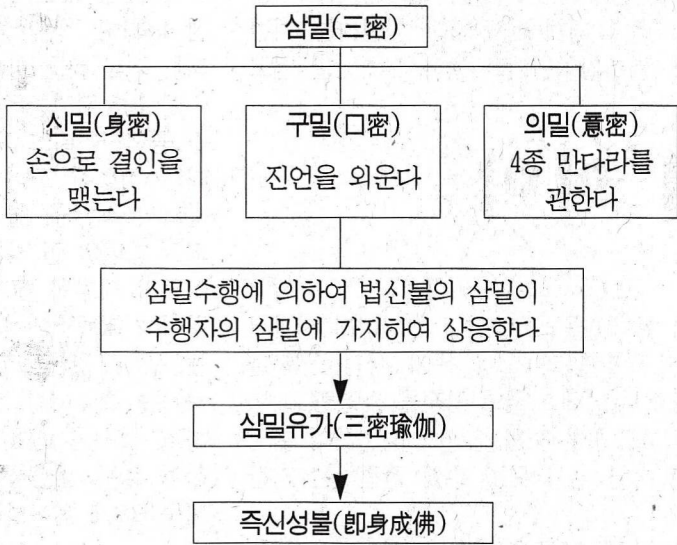 삼밀(三密)
신밀(身密)
손으로 결인을
맺는다
구밀(口密)
진언을 외운다
의밀(意密)
4종 만다라를
관한다
삼밀수행에 의하여 법신불의 삼밀이
수행자의 삼밀에 가지하여 상응한다
삼밀유가(三密瑜伽)
즉신성불(卽身成佛)